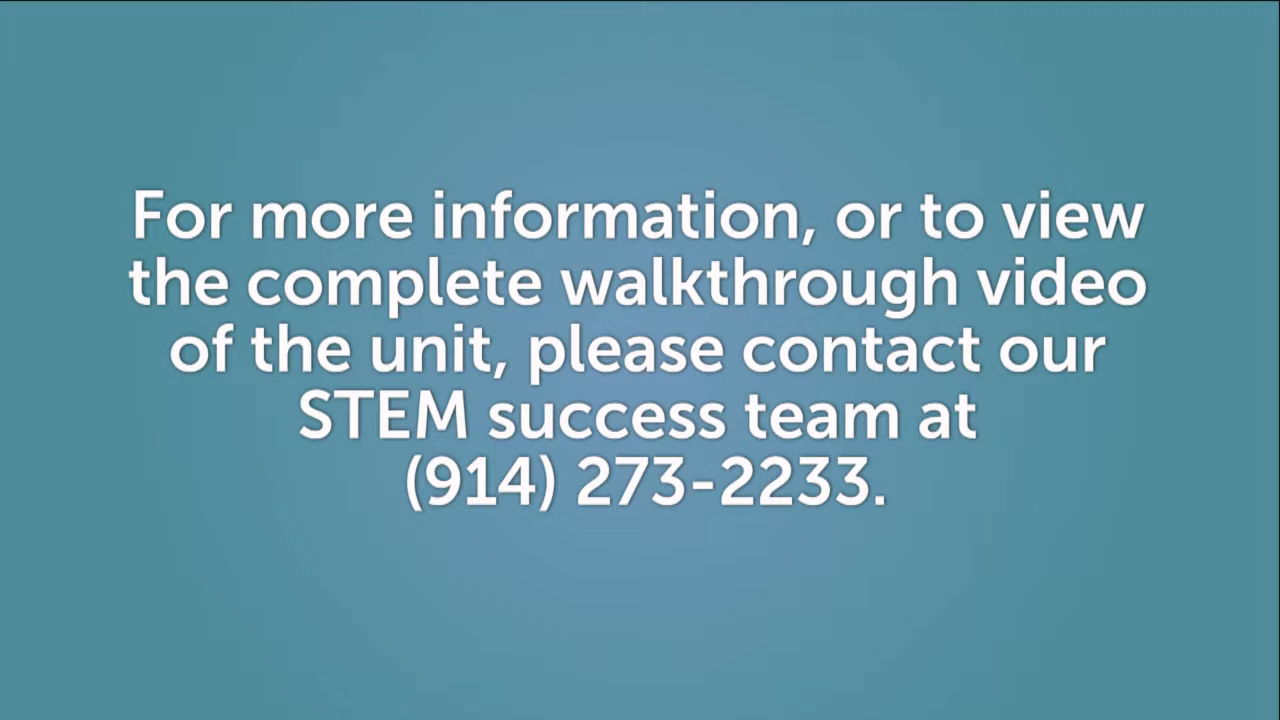 For more information, or to view
the complete walkthrough video
of the unit, please contact our
STEM success team at
(914) 273-2233.